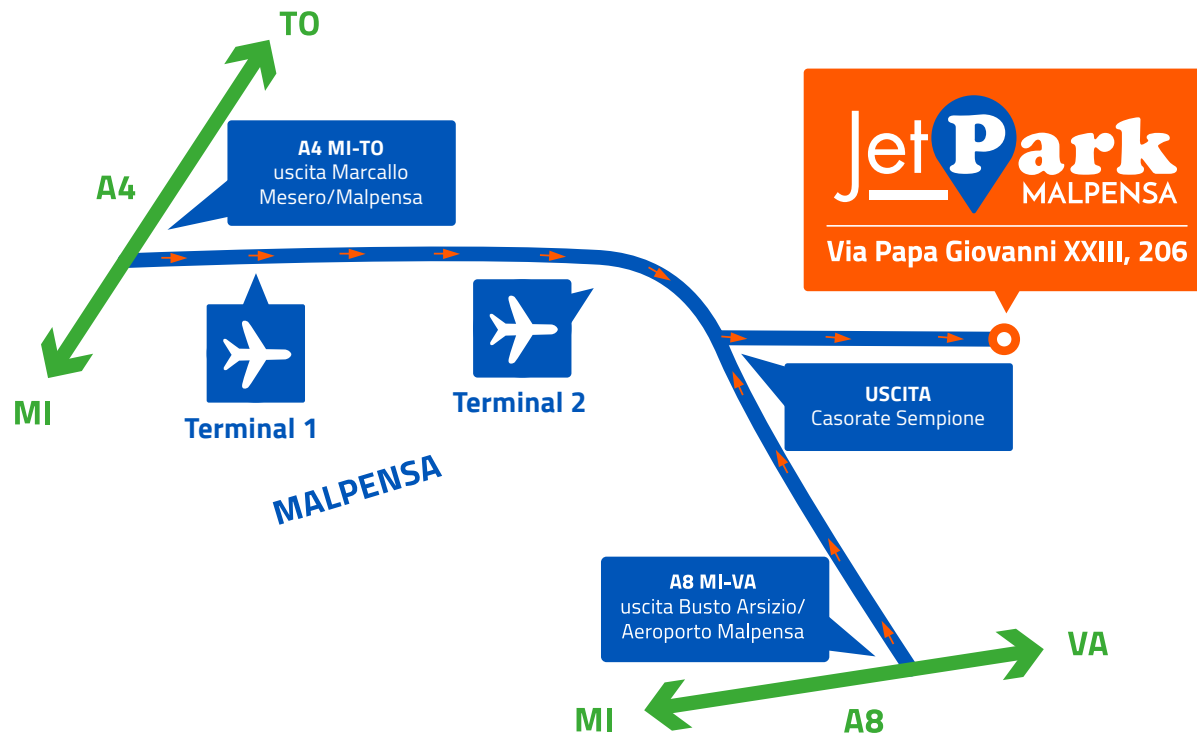 TO
A4 MI-TO
uscita Marcallo
Mesero/Malpensa
A4
MI
Jet Park
MALPENSA
Via Papa Giovanni XXIII, 206
Terminal 1
Terminal 2
MALPENSA
USCITA
Casorate Sempione
A8 MI-VA
uscita Busto Arsizio/
Aeroporto Malpensa
VA
MI
A8